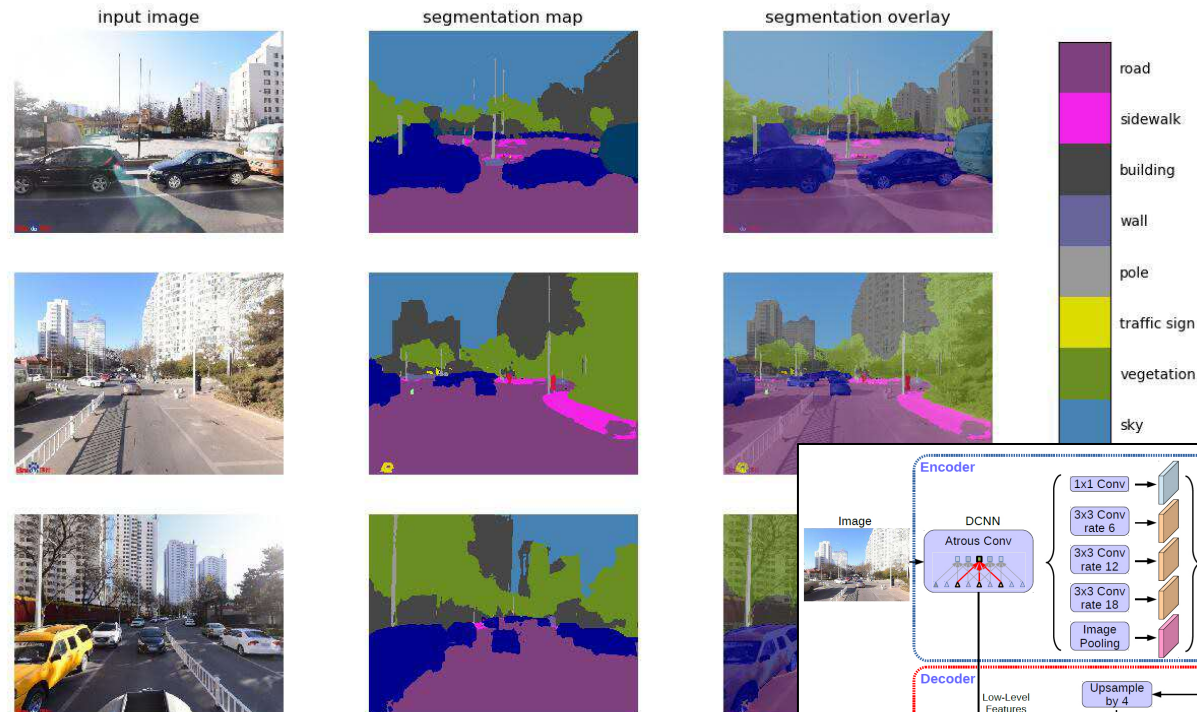 input image
segmentation map
segmentation overlay
road
sidewalk
building
wall
pole
traffic sign
vegetation
sky
Encoder
Image
DCNN
Atrous Conv
1x1 Conv
3x3 Conv
rate 6
3x3 Conv
rate 12
3x3 Conv
rate 18
Image
Pooling
Decoder
Low-Level
Features
Upsample
by 4